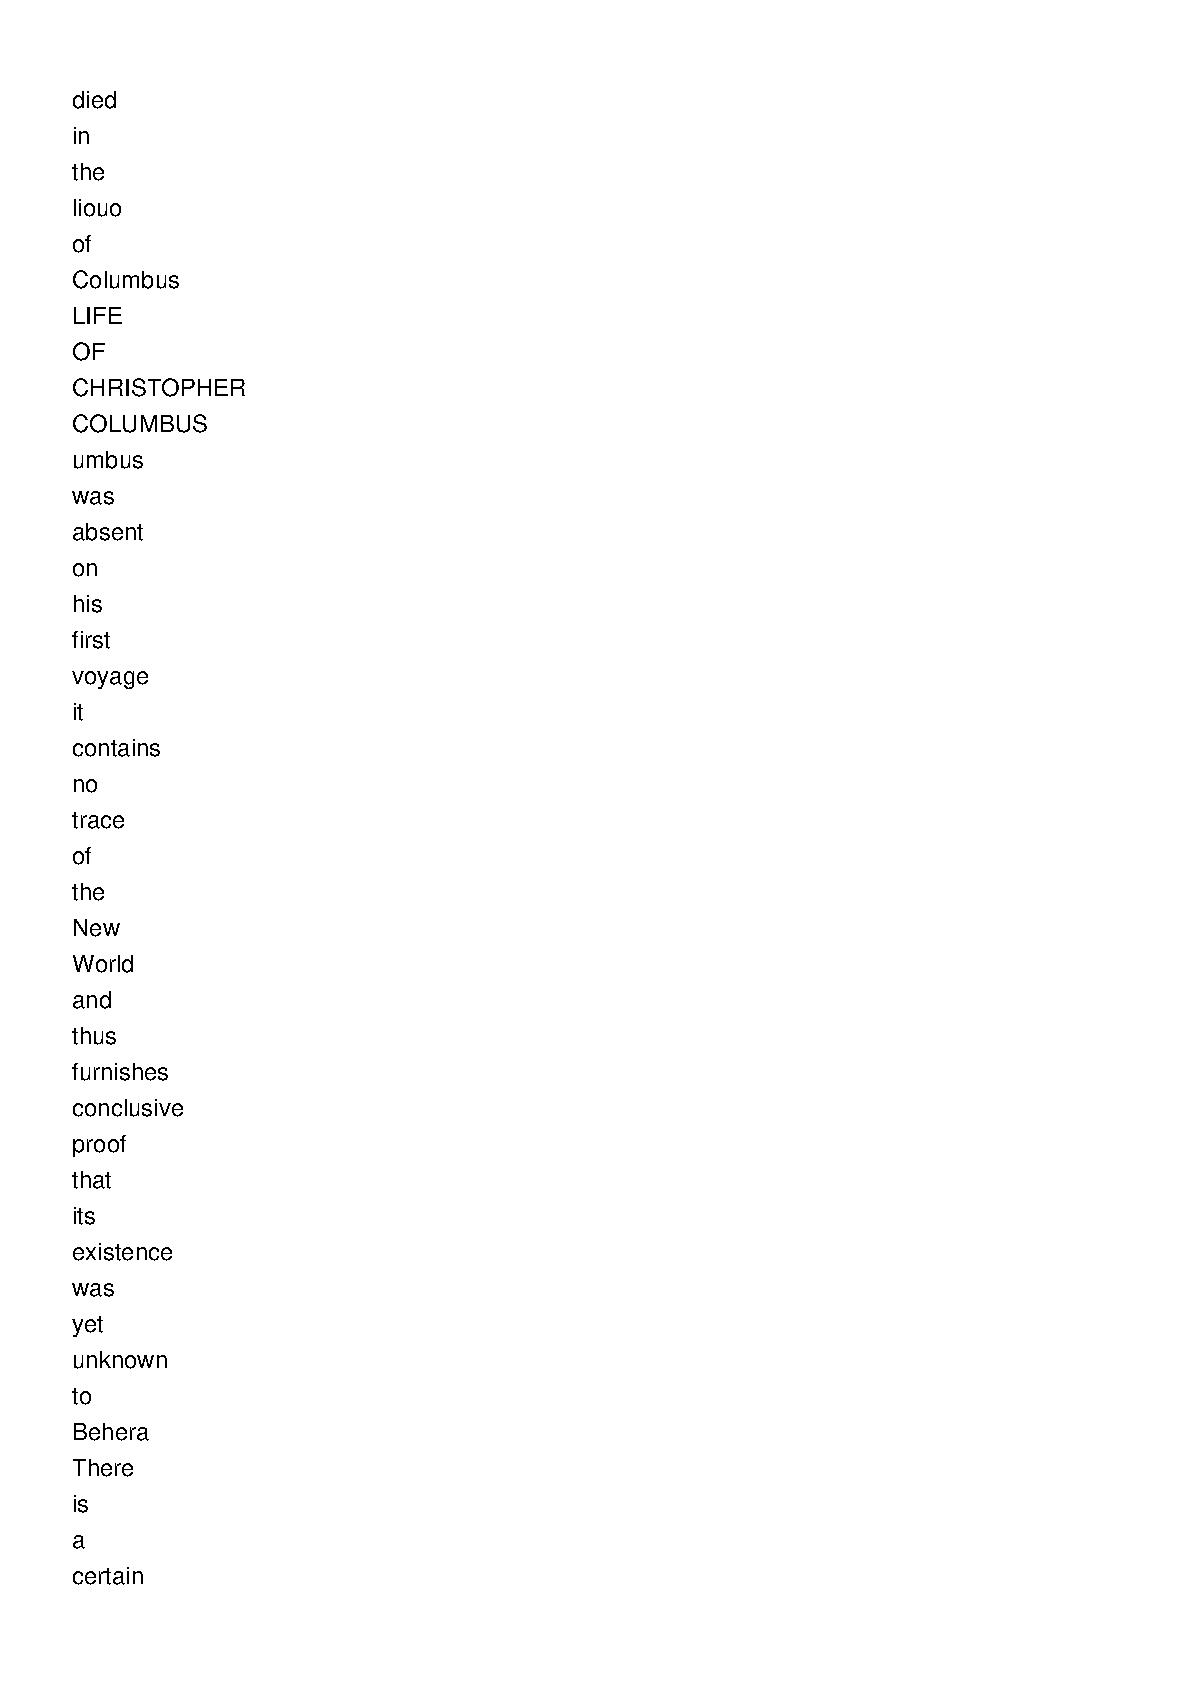 died
in
the
liouo
of
Columbus
LIFE
OF
CHRISTOPHER
COLUMBUS
umbus
was
absent
on
his
first
voyage
it
contains
no
trace
of
the
New
World
and
thus
furnishes
conclusive
proof
that
its
existence
was
yet
unknown
to
Behera
There
is
a
certain